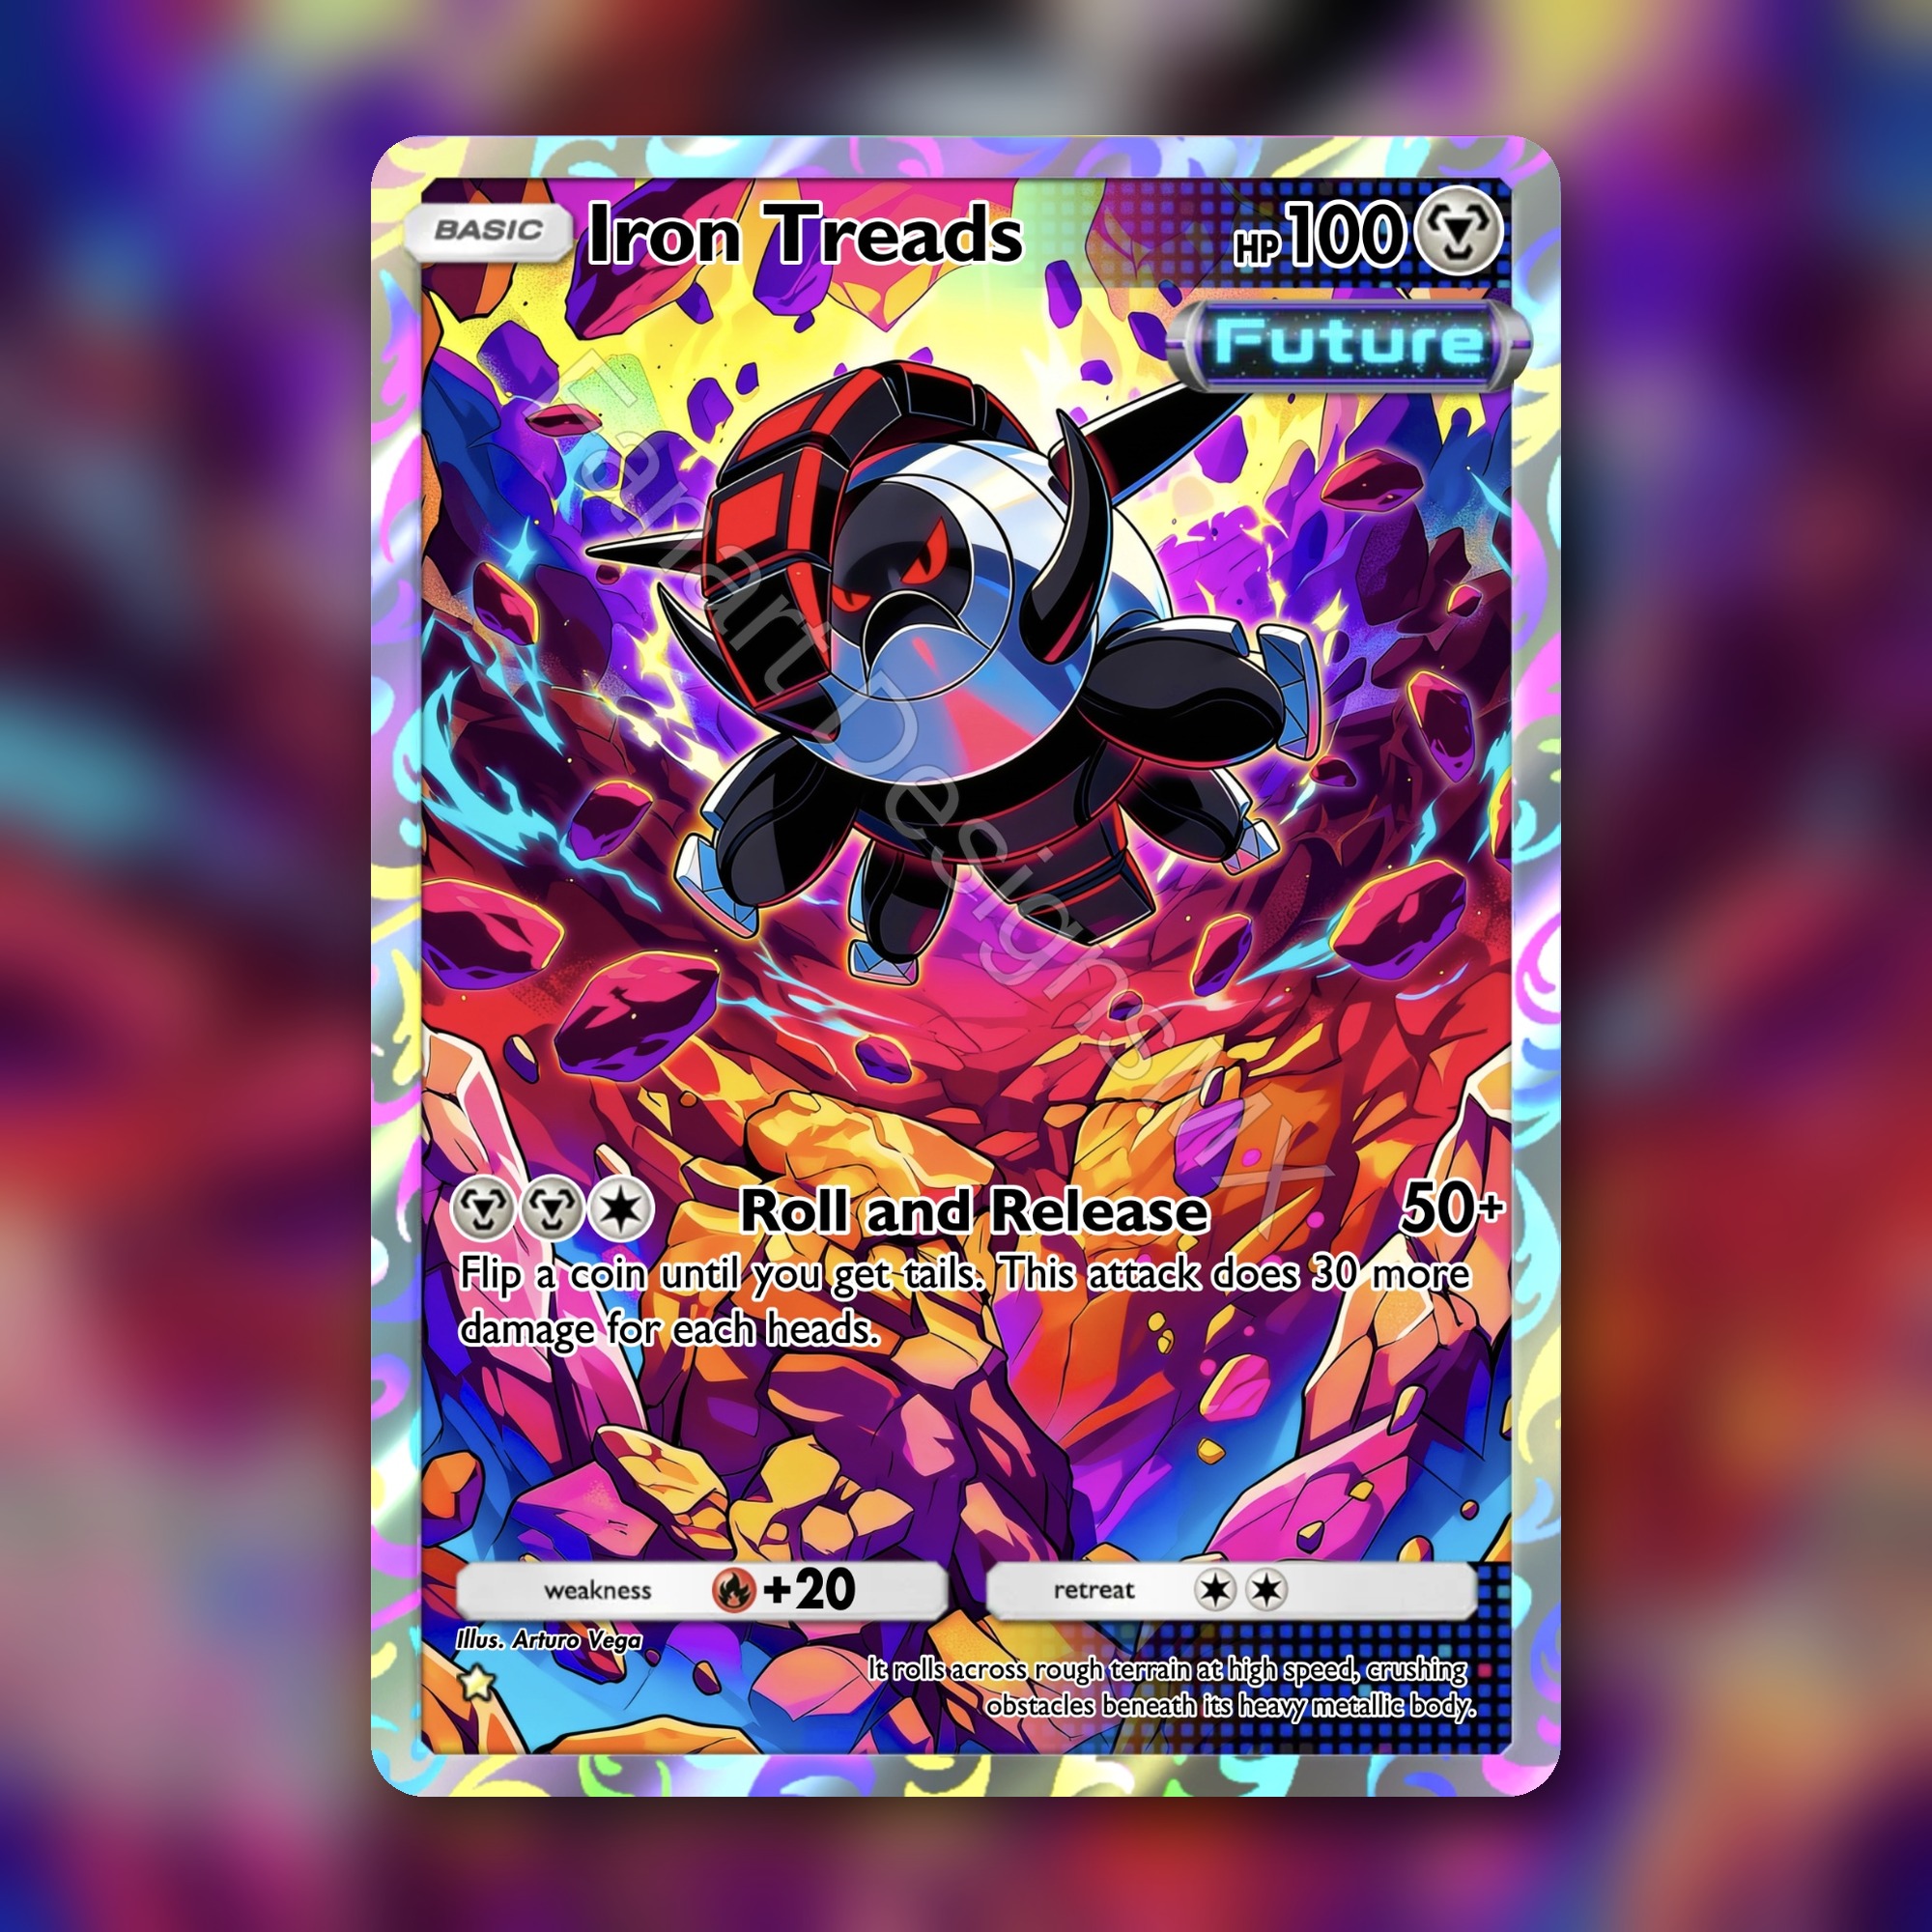 BASIC
Iron Treads
HP 100
Future
Fanart DesignsMX
Roll and Release
50+
Flip a coin until you get tails. This attack does 30 more
damage for each heads.
weakness +20
retreat
Illus. Arturo Vega
It rolls across rough terrain at high speed, crushing
obstacles beneath its heavy metallic body.